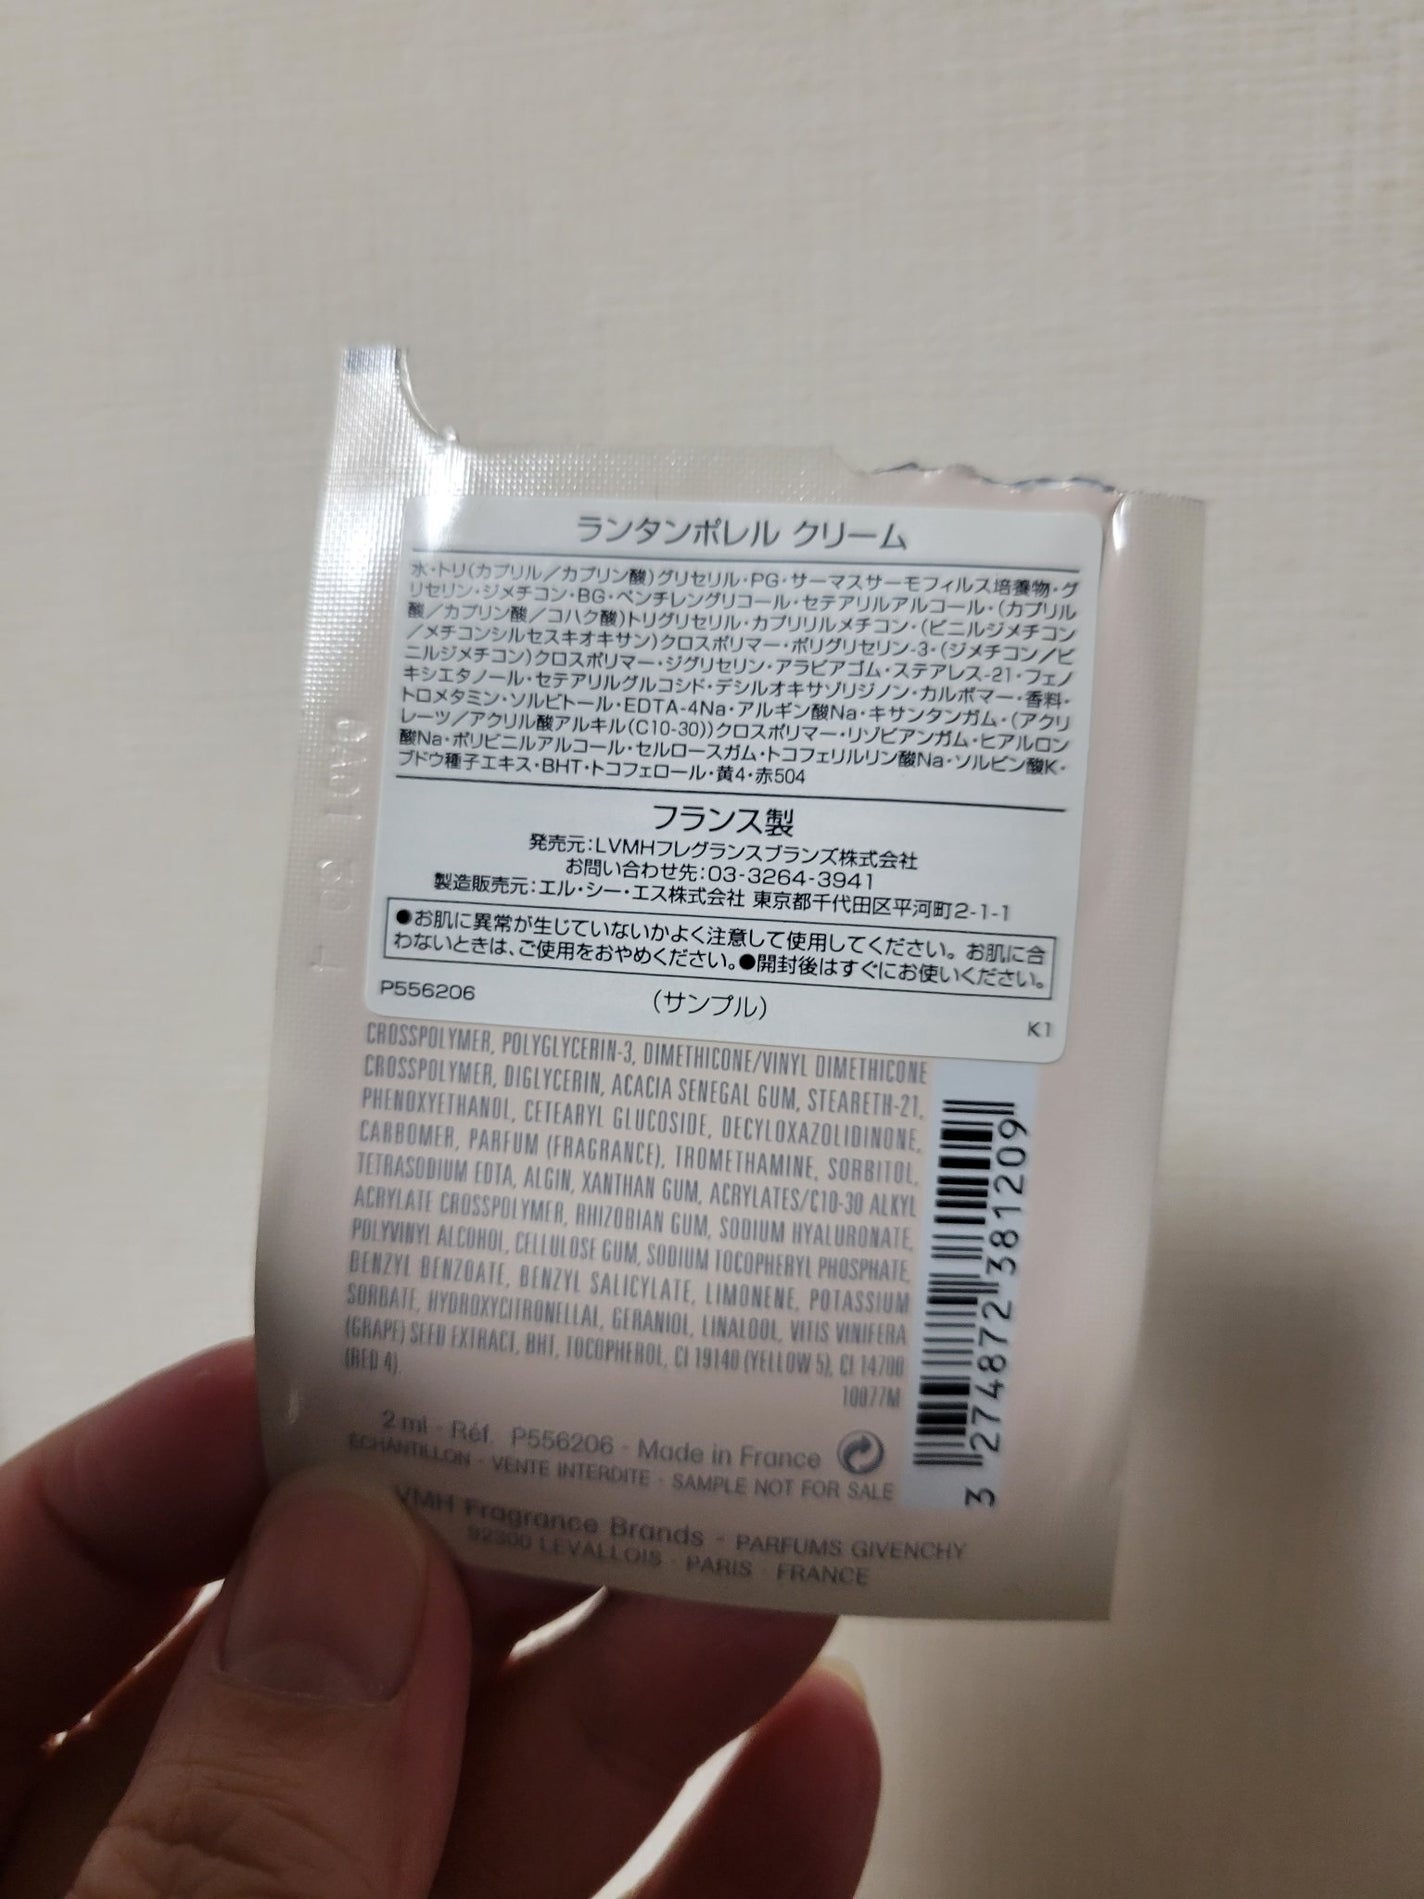 ランタンポレル クリーム
水・トリ(カプリル／カプリン酸)グリセリル・PG・サーマスサーモフィルス培養物・グ
リセリン・ジメチコン・BG・ペンチレングリコール・セテアリルアルコール・(カプリル
酸／カプリン酸／コハク酸)トリグリセリル・カプリリルメチコン・(ビニルジメチコン
／メチコンシルセスキオキサン)クロスポリマー・ポリグリセリン-3・(ジメチコン／ビ
ニルジメチコン)クロスポリマー・ジグリセリン・アラビアゴム・ステアレス-21・フェノ
キシエタノール・セテアリルグルコシド・デシルオキサゾリジノン・カルボマー・香料・
トロメタミン・ソルビトール・EDTA-4Na・アルギン酸Na・キサンタンガム・(アクリ
レーツ／アクリル酸アルキル(C10-30))クロスポリマー・リゾビアンガム・ヒアルロン
酸Na・ポリビニルアルコール・セルロースガム・トコフェリルリン酸Na・ソルビン酸K・
ブドウ種子エキス・BHT・トコフェロール・黄4・赤504
フランス製
発売元：LVMHフレグランスブランズ株式会社
お問い合わせ先：03-3264-3941
製造販売元：エル・シー・エス株式会社 東京都千代田区平河町2-1-1
●お肌に異常が生じていないかよく注意して使用してください。お肌に合
わないときは、ご使用をおやめください。●開封後はすぐにお使いください。
P556206 (サンプル) K1
CROSSPOLYMER, POLYGLYCERIN-3, DIMETHICONE/VINYL DIMETHICONE
CROSSPOLYMER, DIGLYCERIN, ACACIA SENEGAL GUM, STEARETH-21,
PHENOXYETHANOL, CETEARYL GLUCOSIDE, DECYLOXAZOLIDINONE,
CARBOMER, PARFUM (FRAGRANCE), TROMETHAMINE, SORBITOL,
TETRASODIUM EDTA, ALGIN, XANTHAN GUM, ACRYLATES/C10-30 ALKYL
ACRYLATE CROSSPOLYMER, RHIZOBIAN GUM, SODIUM HYALURONATE,
POLYVINYL ALCOHOL, CELLULOSE GUM, SODIUM TOCOPHERYL PHOSPHATE,
BENZYL BENZOATE, BENZYL SALICYLATE, LIMONENE, POTASSIUM
SORBATE, HYDROXYCITRONELLAL, GERANIOL, LINALOOL, VITIS VINIFERA
(GRAPE) SEED EXTRACT, BHT, TOCOPHEROL, CI 19140 (YELLOW 5), CI 14700
(RED 4).
10077M
2 ml - Réf. P556206 - Made in France
ÉCHANTILLON - VENTE INTERDITE - SAMPLE NOT FOR SALE
VMH Fragrance Brands - PARFUMS GIVENCHY
92300 LEVALLOIS - PARIS - FRANCE
3 274872 381209